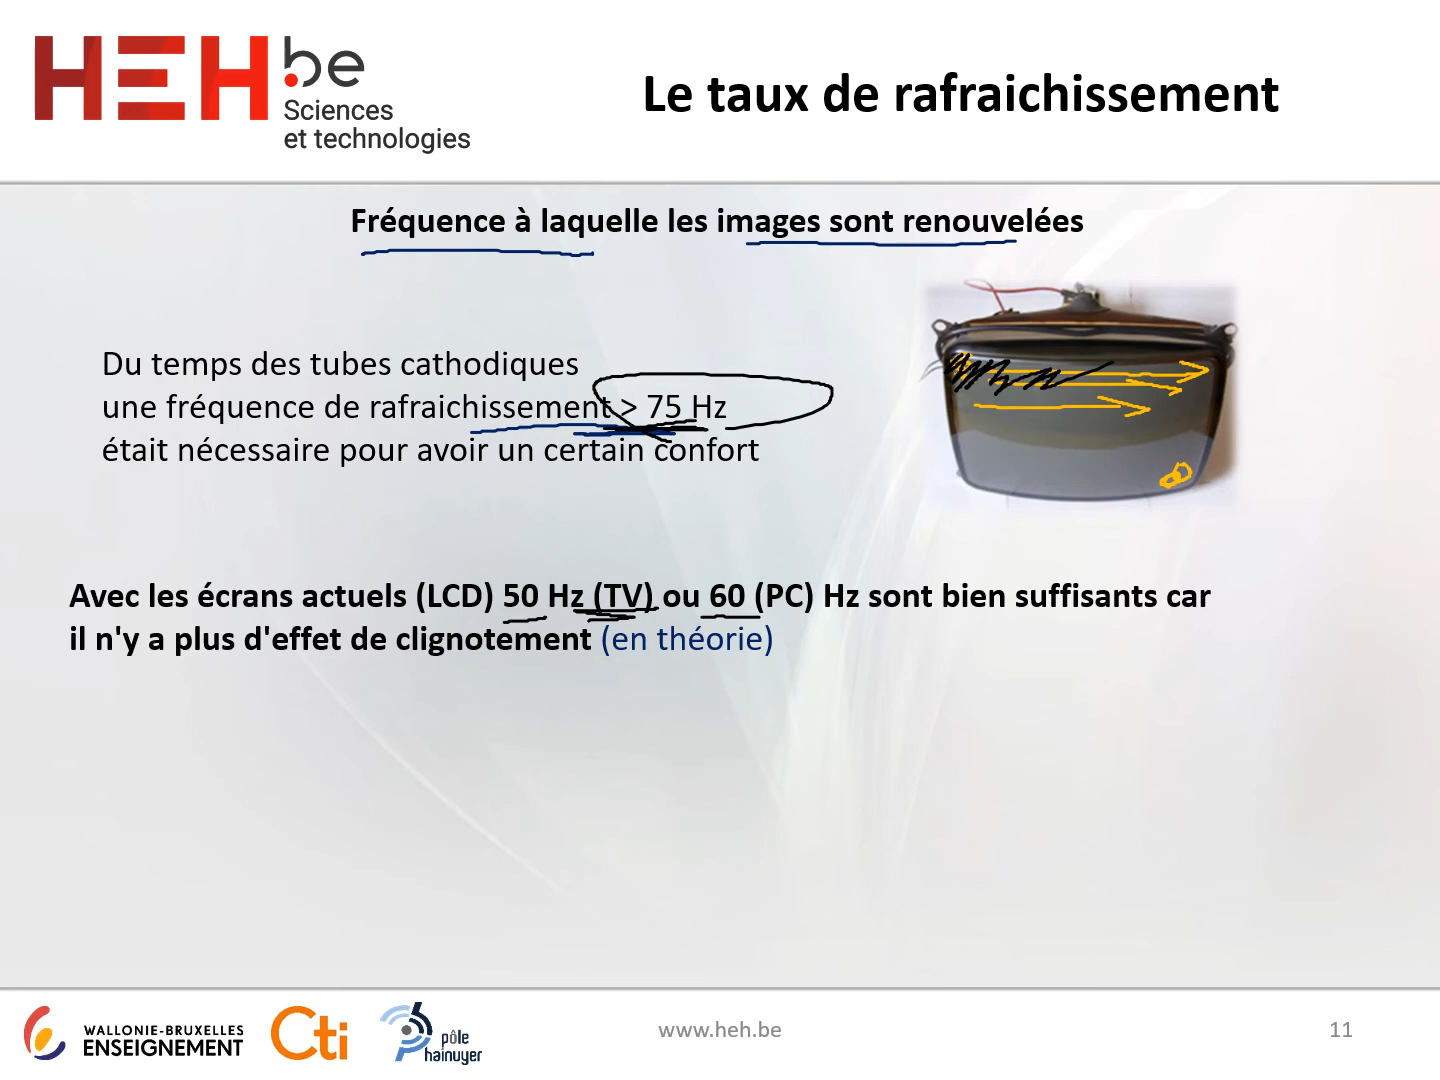 HEH.be
Sciences
et technologies
Le taux de rafraichissement
Fréquence à laquelle les images sont renouvelées
Du temps des tubes cathodiques
une fréquence de rafraichissement > 75 Hz
était nécessaire pour avoir un certain confort
Avec les écrans actuels (LCD) 50 Hz (TV) ou 60 (PC) Hz sont bien suffisants car
il n'y a plus d'effet de clignotement (en théorie)
WALLONIE-BRUXELLES
ENSEIGNEMENT
Cti
pôle
hainuyer
www.heh.be
11